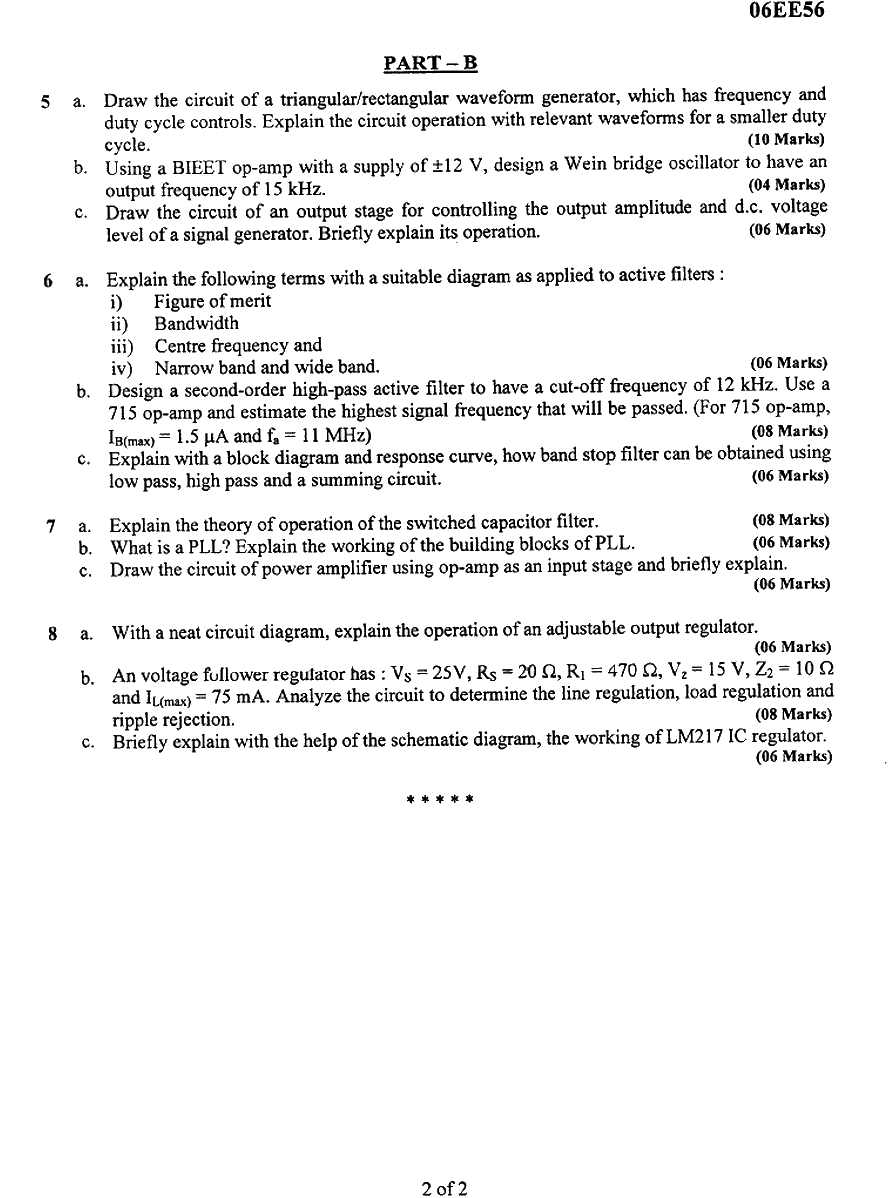 06EE56
PART – B
5 a. Draw the circuit of a triangular/rectangular waveform generator, which has frequency and
duty cycle controls. Explain the circuit operation with relevant waveforms for a smaller duty
cycle. (10 Marks)
b. Using a BIEET op-amp with a supply of ±12 V, design a Wein bridge oscillator to have an
output frequency of 15 kHz. (04 Marks)
c. Draw the circuit of an output stage for controlling the output amplitude and d.c. voltage
level of a signal generator. Briefly explain its operation. (06 Marks)
6 a. Explain the following terms with a suitable diagram as applied to active filters :
i) Figure of merit
ii) Bandwidth
iii) Centre frequency and
iv) Narrow band and wide band. (06 Marks)
b. Design a second-order high-pass active filter to have a cut-off frequency of 12 kHz. Use a
715 op-amp and estimate the highest signal frequency that will be passed. (For 715 op-amp,
I_B(max) = 1.5 µA and f_a = 11 MHz) (08 Marks)
c. Explain with a block diagram and response curve, how band stop filter can be obtained using
low pass, high pass and a summing circuit. (06 Marks)
7 a. Explain the theory of operation of the switched capacitor filter. (08 Marks)
b. What is a PLL? Explain the working of the building blocks of PLL. (06 Marks)
c. Draw the circuit of power amplifier using op-amp as an input stage and briefly explain.
(06 Marks)
8 a. With a neat circuit diagram, explain the operation of an adjustable output regulator.
(06 Marks)
b. An voltage follower regulator has : V_S = 25V, R_S = 20 Ω, R_1 = 470 Ω, V_z = 15 V, Z_2 = 10 Ω
and I_L(max) = 75 mA. Analyze the circuit to determine the line regulation, load regulation and
ripple rejection. (08 Marks)
c. Briefly explain with the help of the schematic diagram, the working of LM217 IC regulator.
(06 Marks)
* * * * *
2 of 2